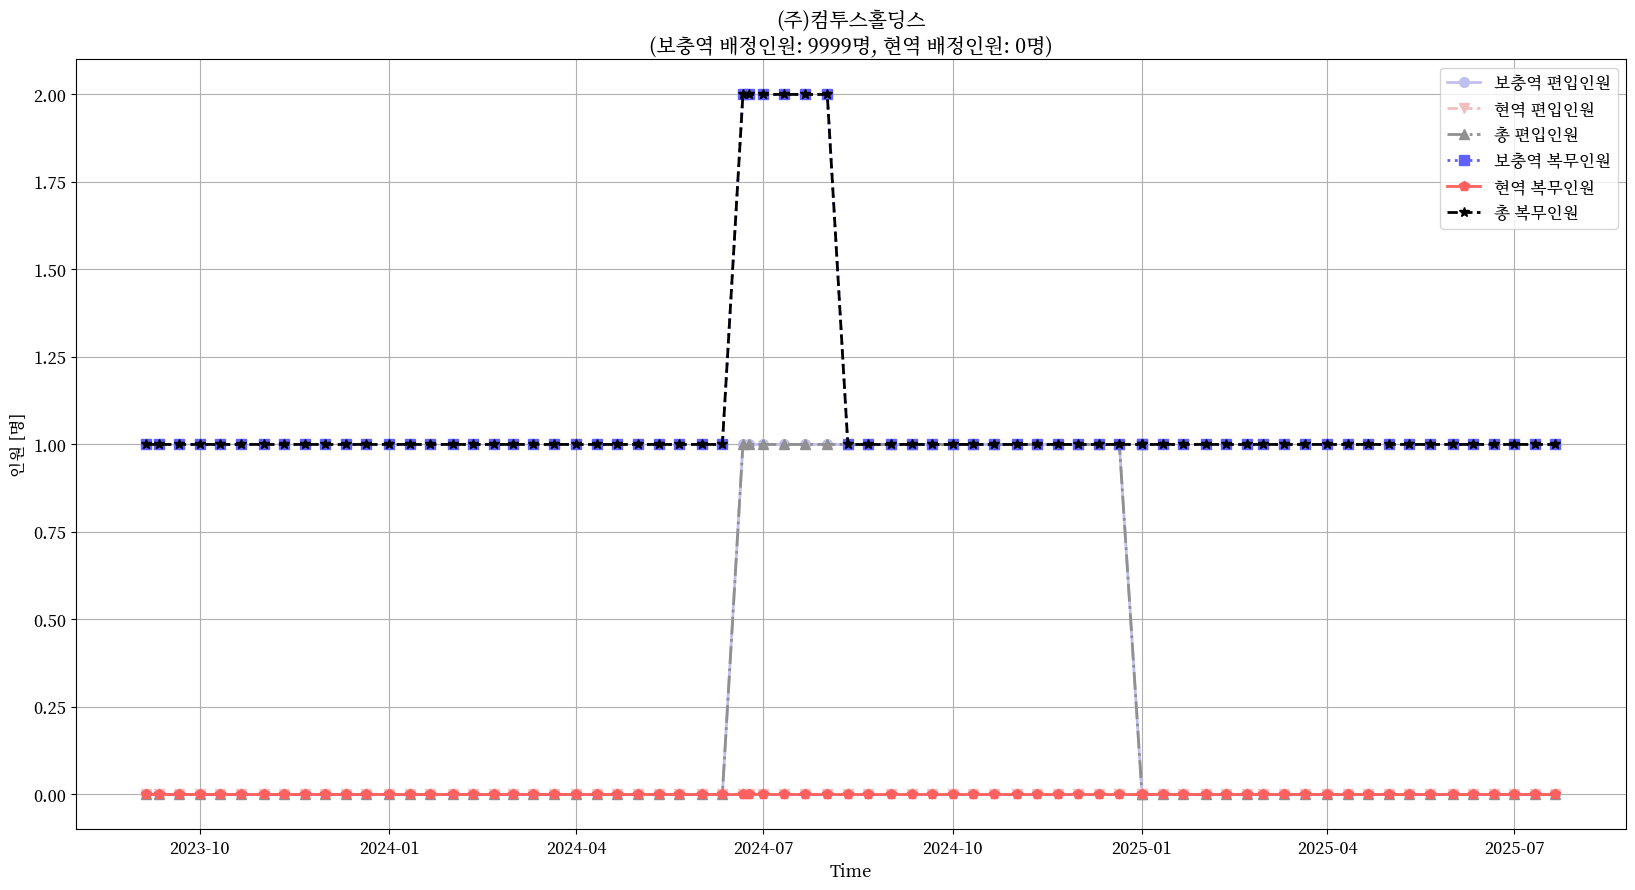 (주)컴투스홀딩스
(보충역 배정인원: 9999명, 현역 배정인원: 0명)
보충역 편입인원
현역 편입인원
총 편입인원
보충역 복무인원
현역 복무인원
총 복무인원
인원 [명]
2.00
1.75
1.50
1.25
1.00
0.75
0.50
0.25
0.00
2023-10
2024-01
2024-04
2024-07
2024-10
2025-01
2025-04
2025-07
Time